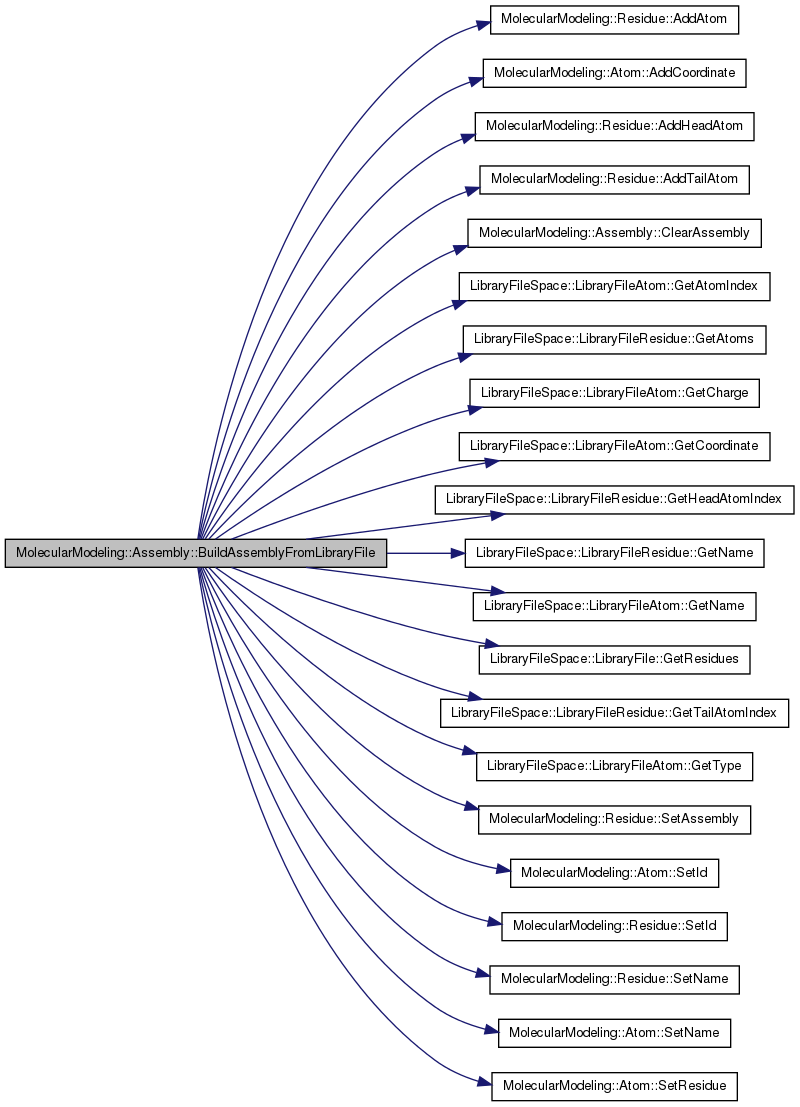 MolecularModeling::Residue::AddAtom
MolecularModeling::Atom::AddCoordinate
MolecularModeling::Residue::AddHeadAtom
MolecularModeling::Residue::AddTailAtom
MolecularModeling::Assembly::ClearAssembly
LibraryFileSpace::LibraryFileAtom::GetAtomIndex
LibraryFileSpace::LibraryFileResidue::GetAtoms
LibraryFileSpace::LibraryFileAtom::GetCharge
LibraryFileSpace::LibraryFileAtom::GetCoordinate
LibraryFileSpace::LibraryFileResidue::GetHeadAtomIndex
MolecularModeling::Assembly::BuildAssemblyFromLibraryFile
LibraryFileSpace::LibraryFileResidue::GetName
LibraryFileSpace::LibraryFileAtom::GetName
LibraryFileSpace::LibraryFile::GetResidues
LibraryFileSpace::LibraryFileResidue::GetTailAtomIndex
LibraryFileSpace::LibraryFileAtom::GetType
MolecularModeling::Residue::SetAssembly
MolecularModeling::Atom::SetId
MolecularModeling::Residue::SetId
MolecularModeling::Residue::SetName
MolecularModeling::Atom::SetName
MolecularModeling::Atom::SetResidue